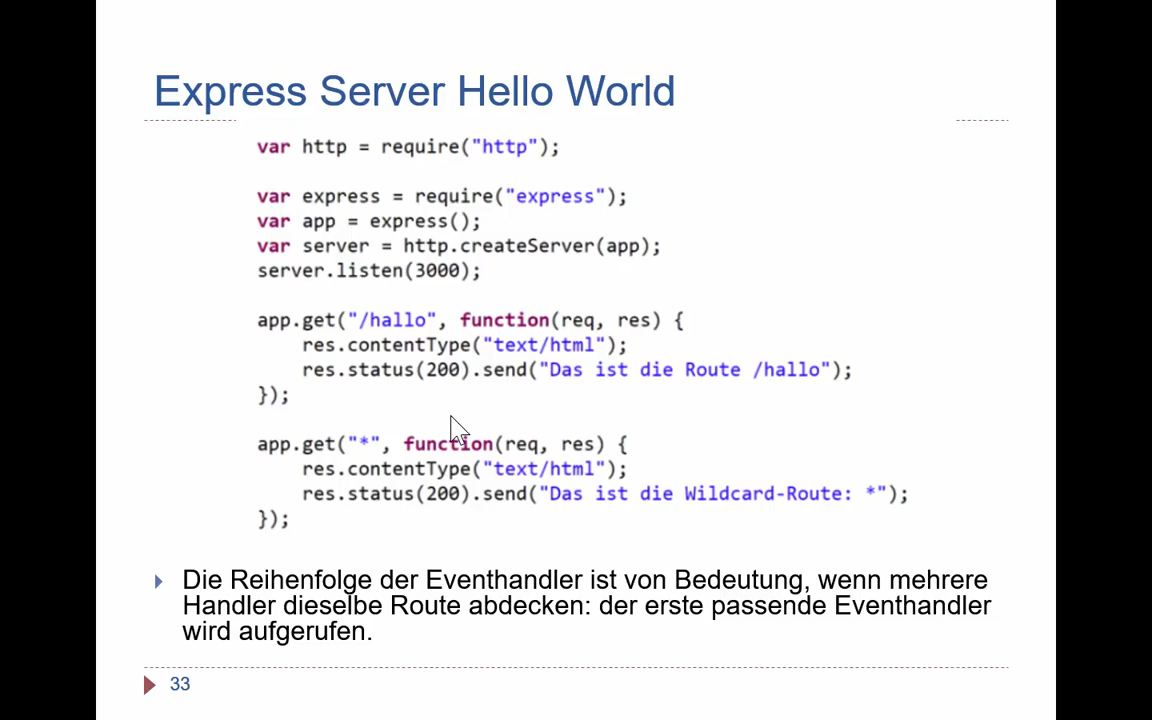 Express Server Hello World
var http = require("http");
var express = require("express");
var app = express();
var server = http.createServer(app);
server.listen(3000);
app.get("/hallo", function(req, res) {
res.contentType("text/html");
res.status(200).send("Das ist die Route /hallo");
});
app.get("*", function(req, res) {
res.contentType("text/html");
res.status(200).send("Das ist die Wildcard-Route: *");
});
Die Reihenfolge der Eventhandler ist von Bedeutung, wenn mehrere
Handler dieselbe Route abdecken: der erste passende Eventhandler
wird aufgerufen.
33